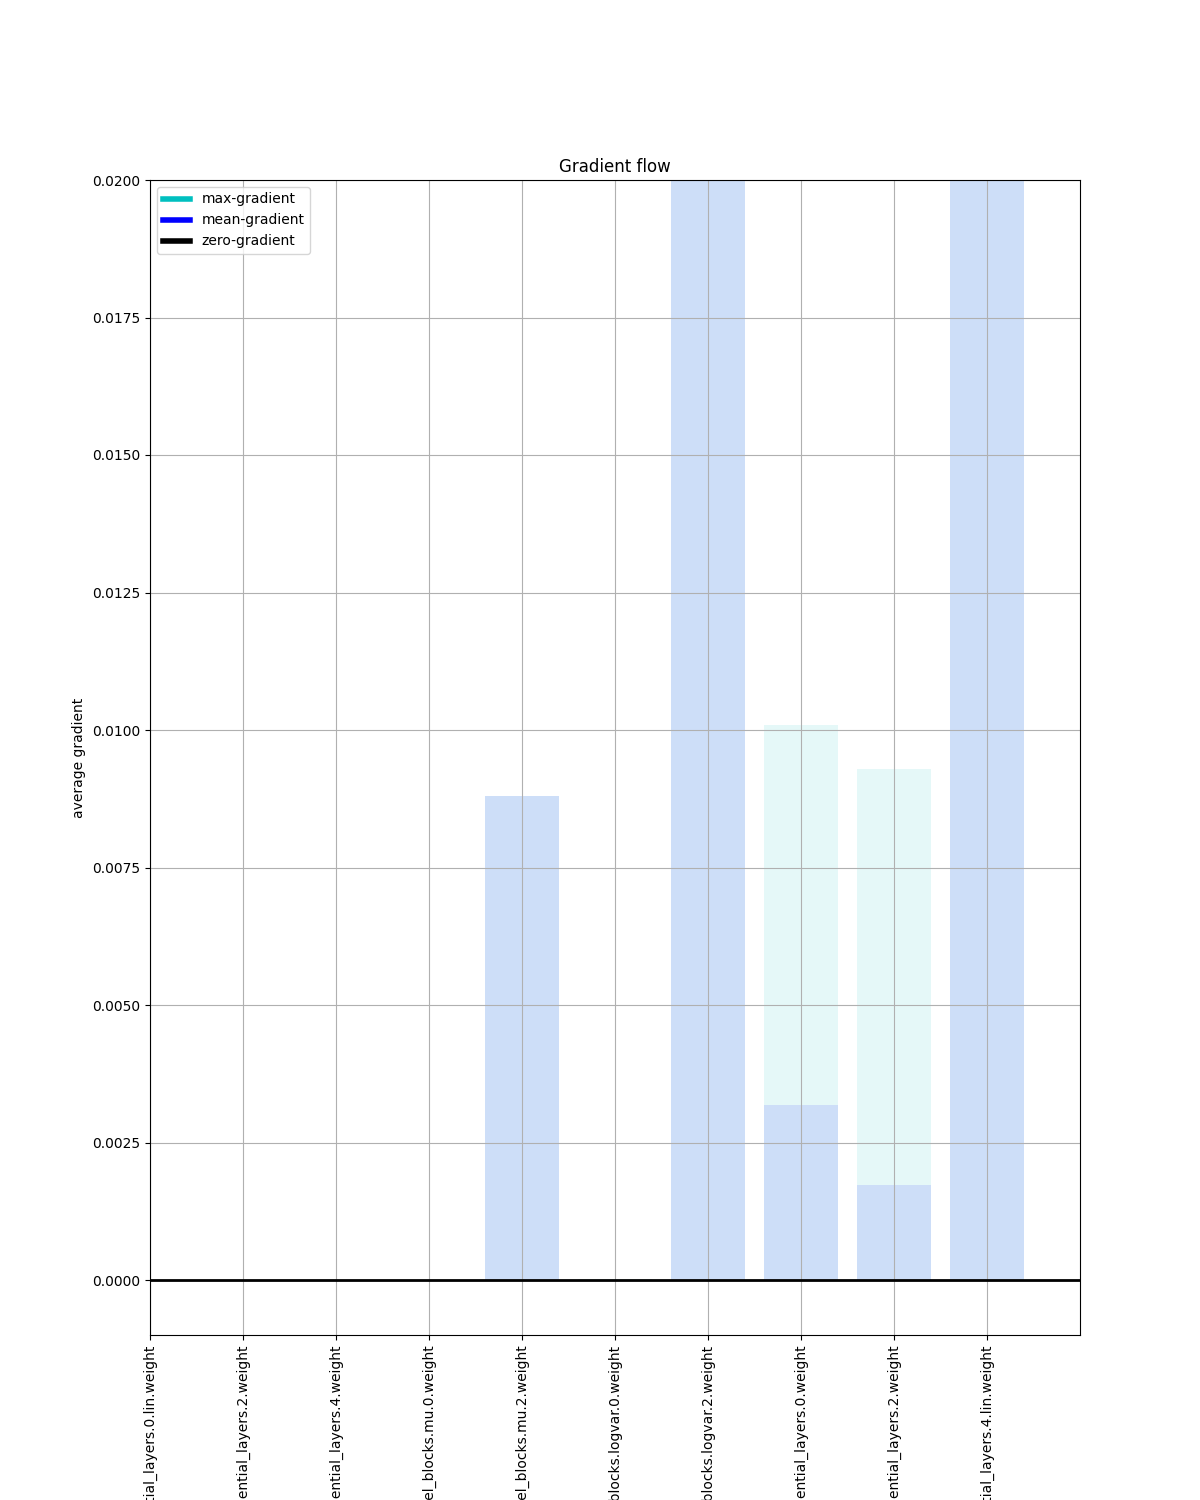 Gradient flow
max-gradient
mean-gradient
zero-gradient
0.0200
0.0175
0.0150
0.0125
0.0100
0.0075
0.0050
0.0025
0.0000
average gradient
tial_layers.0.lin.weight
ential_layers.2.weight
ential_layers.4.weight
el_blocks.mu.0.weight
el_blocks.mu.2.weight
blocks.logvar.0.weight
blocks.logvar.2.weight
ential_layers.0.weight
ential_layers.2.weight
tial_layers.4.lin.weight